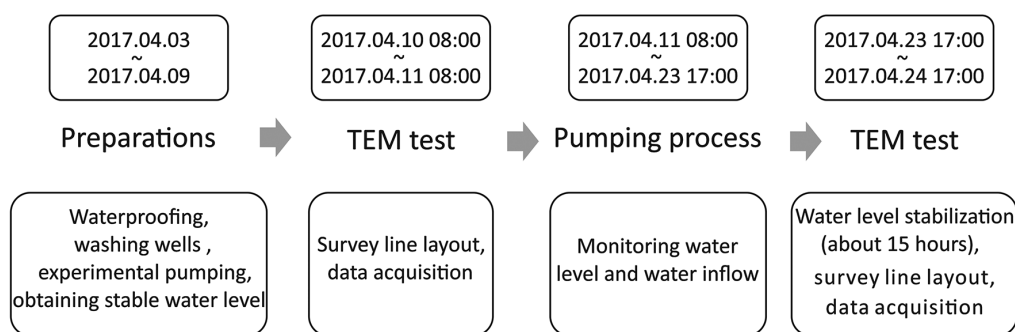 2017.04.03
~
2017.04.09
2017.04.10 08:00
~
2017.04.11 08:00
2017.04.11 08:00
~
2017.04.23 17:00
2017.04.23 17:00
~
2017.04.24 17:00
Preparations
TEM test
Pumping process
TEM test
Waterproofing,
washing wells ,
experimental pumping,
obtaining stable water level
Survey line layout,
data acquisition
Monitoring water
level and water inflow
Water level stabilization
(about 15 hours),
survey line layout,
data acquisition